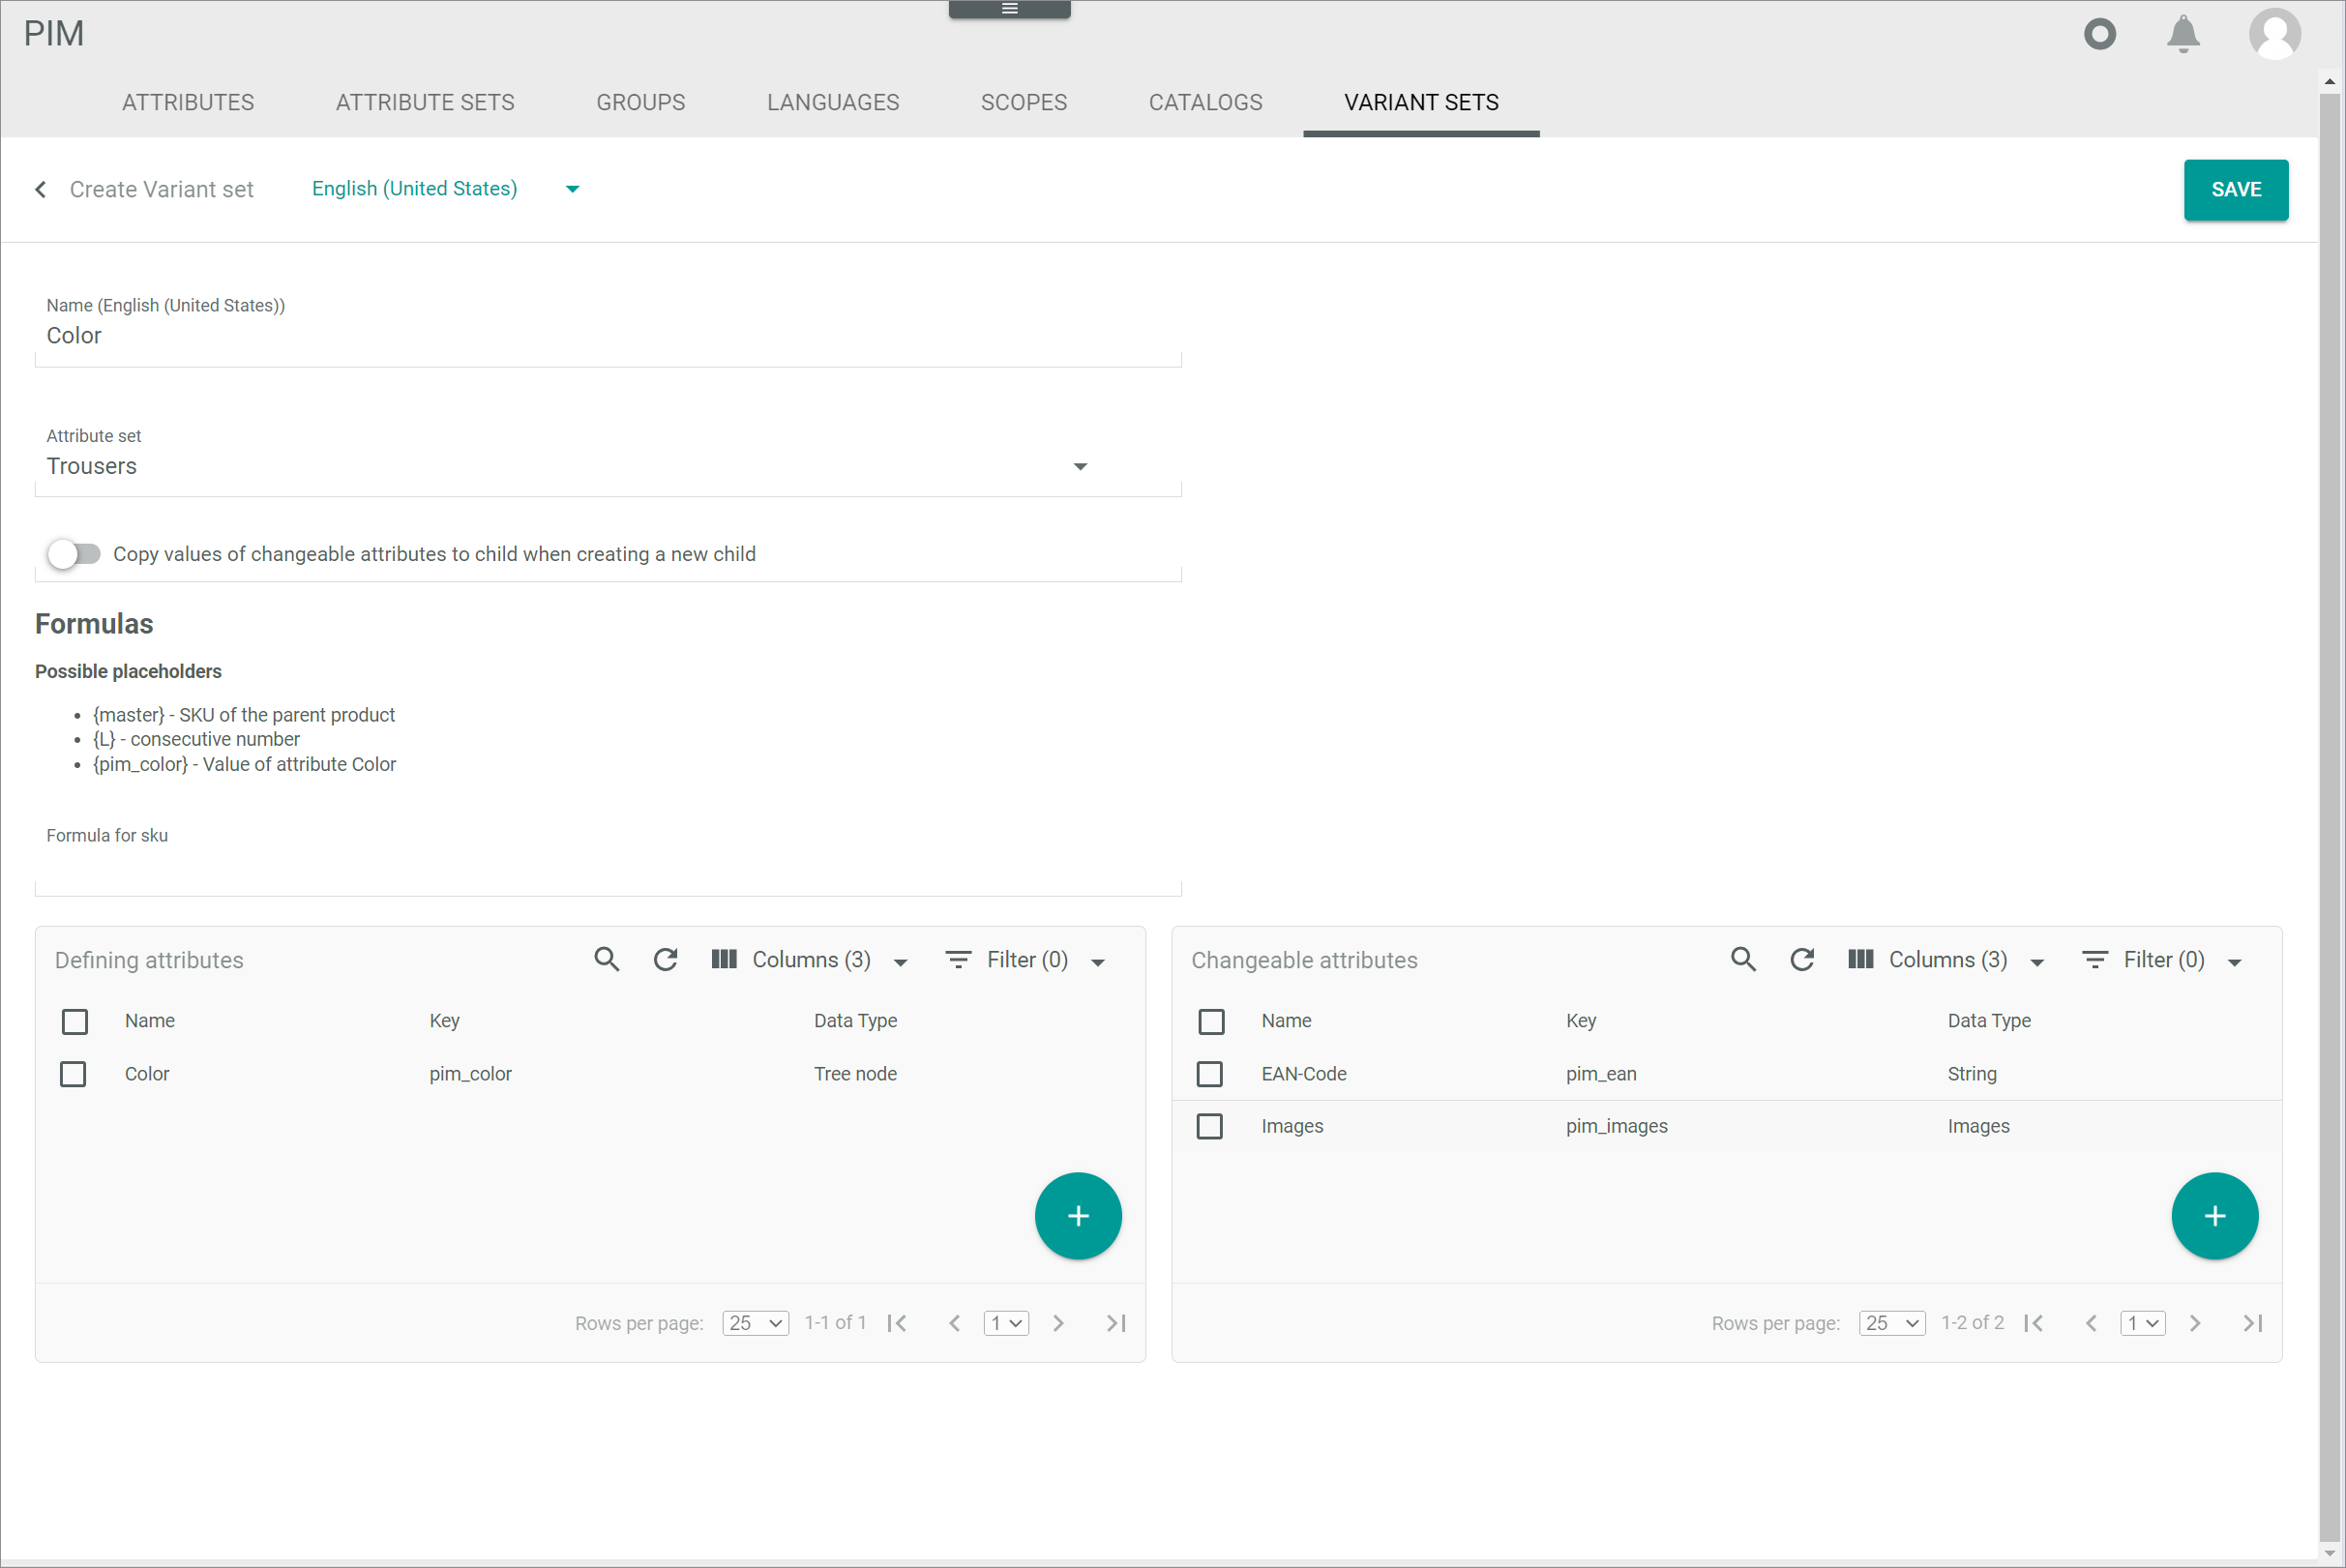 PIM
ATTRIBUTES ATTRIBUTE SETS GROUPS LANGUAGES SCOPES CATALOGS VARIANT SETS
Create Variant set English (United States) SAVE
Name (English (United States))
Color
Attribute set
Trousers
Copy values of changeable attributes to child when creating a new child
Formulas
Possible placeholders
• {master} - SKU of the parent product
• {L} - consecutive number
• {pim_color} - Value of attribute Color
Formula for sku
Defining attributes Columns (3) Filter (0)
Name Key Data Type
Color pim_color Tree node
+
Rows per page: 25 1-1 of 1 1
Changeable attributes Columns (3) Filter (0)
Name Key Data Type
EAN-Code pim_ean String
Images pim_images Images
+
Rows per page: 25 1-2 of 2 1